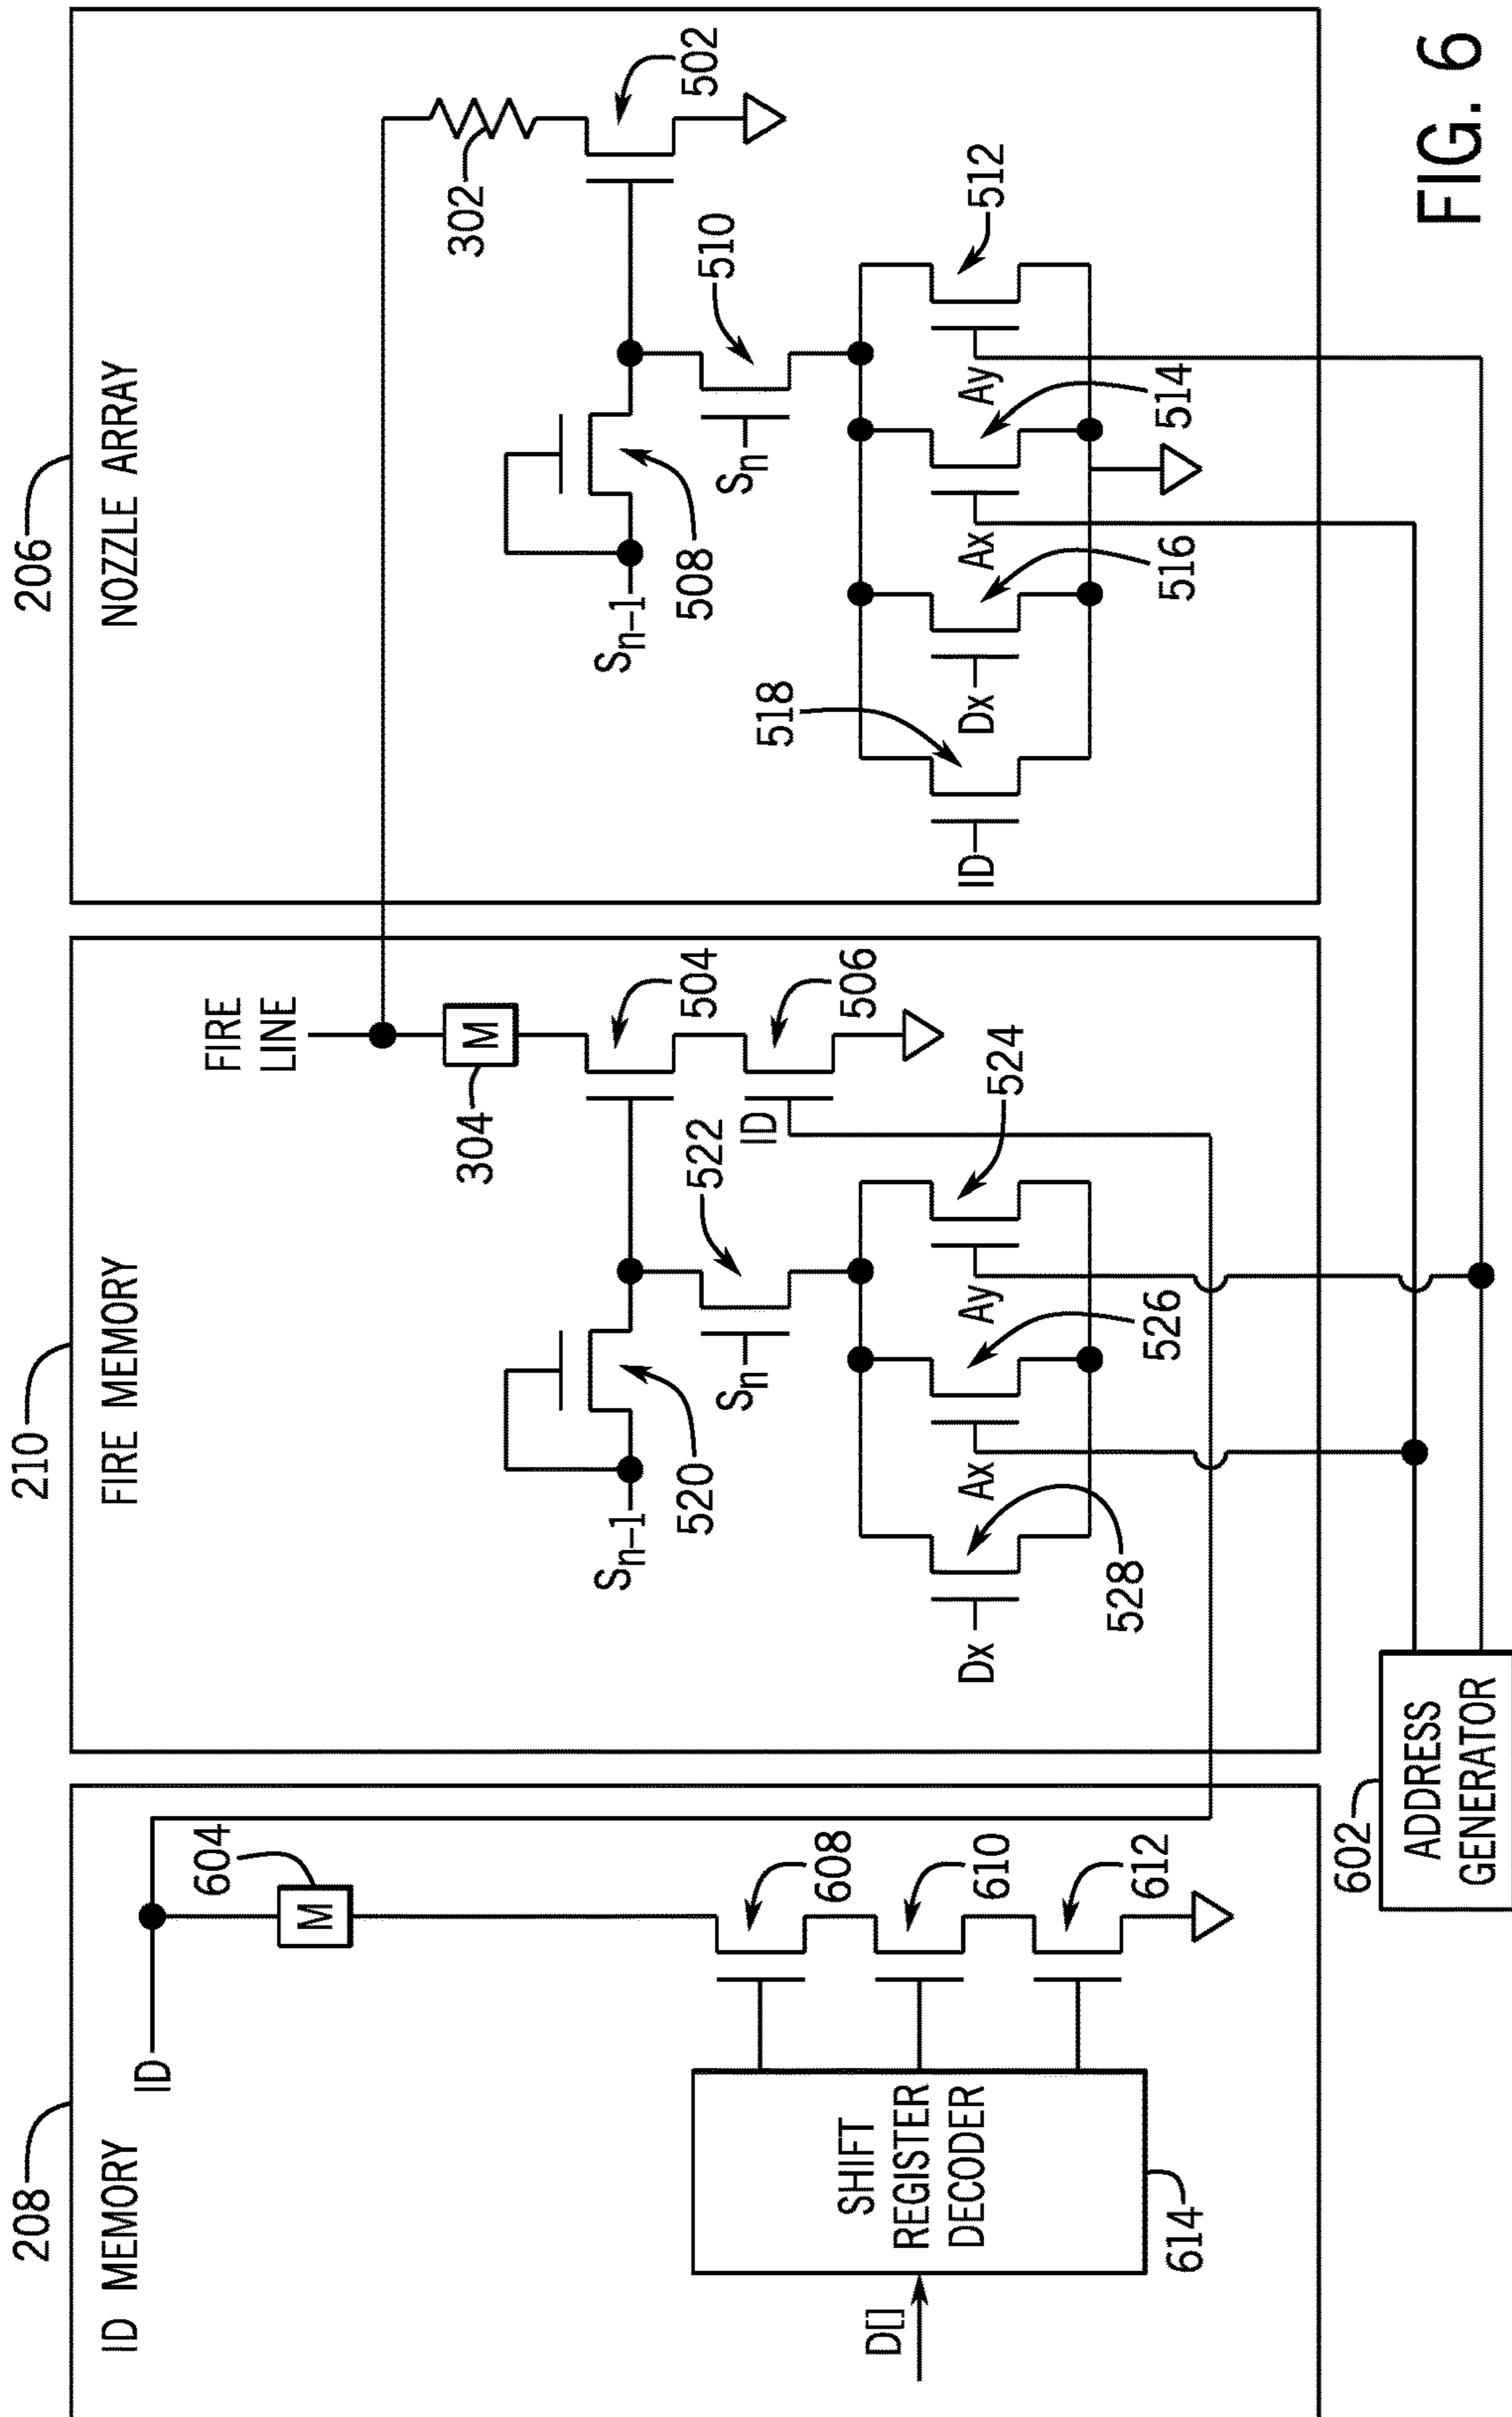 208
ID MEMORY
ID
604
M
608
610
612
SHIFT
REGISTER
DECODER
614
D[]
210
FIRE MEMORY
FIRE
LINE
304
M
504
506
ID
Sn-1
520
522
Sn
524
Ay
526
Ax
528
Dx
206
NOZZLE ARRAY
302
502
Sn-1
508
510
Sn
512
Ay
514
Ax
516
Dx
518
ID
602
ADDRESS
GENERATOR
FIG. 6